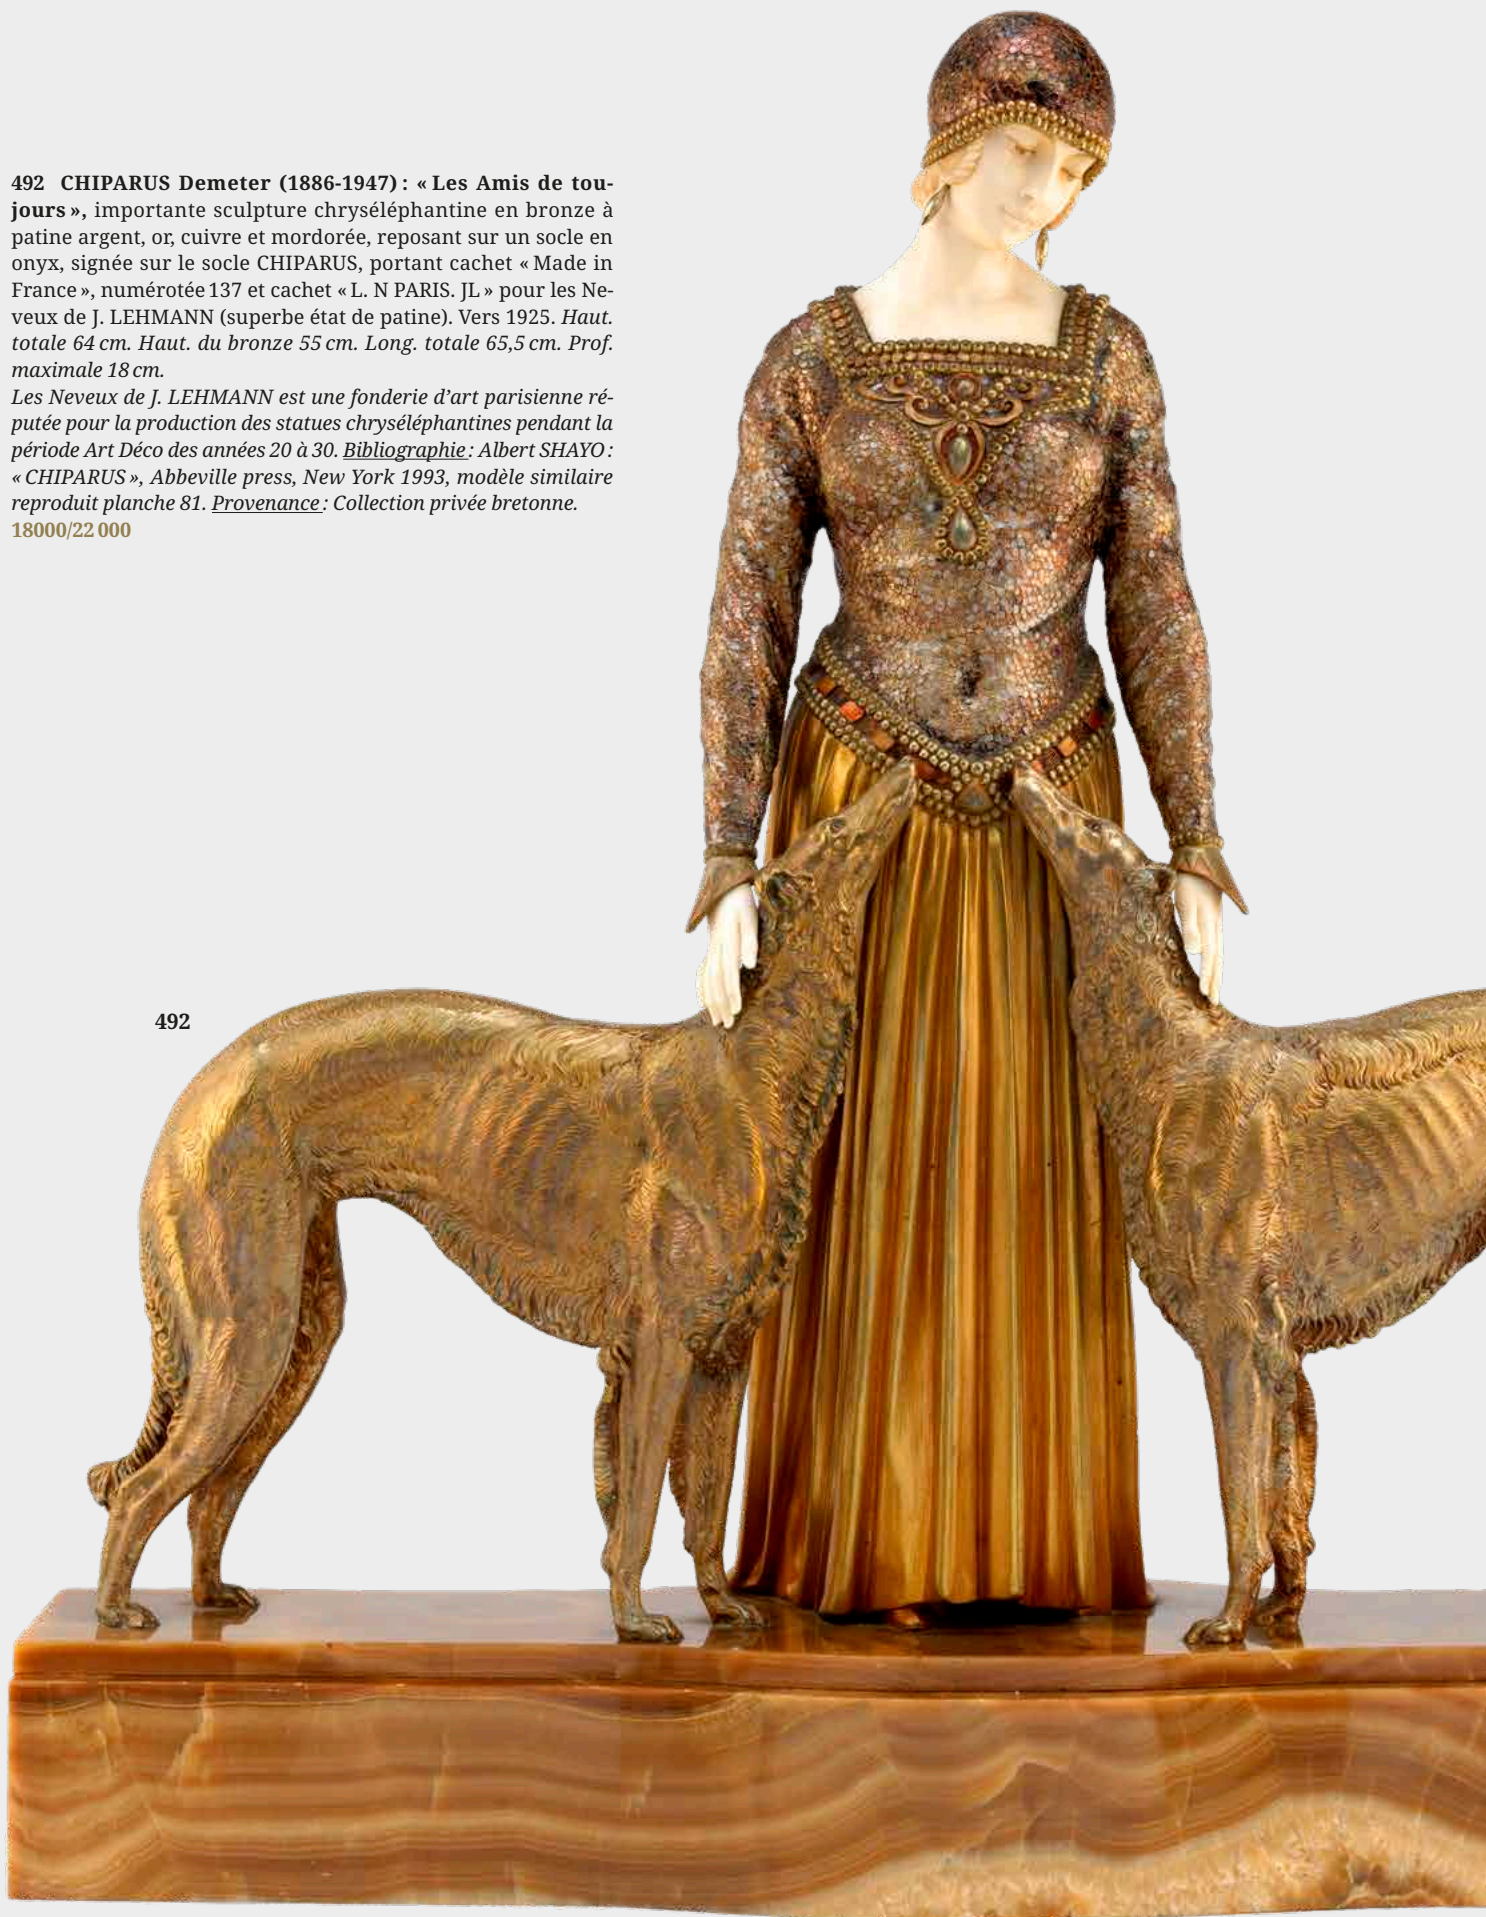 492 CHIPARUS Demeter (1886-1947) : « Les Amis de tou-
jours », importante sculpture chryséléphantine en bronze à
patine argent, or, cuivre et mordorée, reposant sur un socle en
onyx, signée sur le socle CHIPARUS, portant cachet « Made in
France », numérotée 137 et cachet « L. N PARIS. JL » pour les Ne-
veux de J. LEHMANN (superbe état de patine). Vers 1925. Haut.
totale 64 cm. Haut. du bronze 55 cm. Long. totale 65,5 cm. Prof.
maximale 18 cm.
Les Neveux de J. LEHMANN est une fonderie d’art parisienne ré-
putée pour la production des statues chryséléphantines pendant la
période Art Déco des années 20 à 30. Bibliographie : Albert SHAYO :
« CHIPARUS », Abbeville press, New York 1993, modèle similaire
reproduit planche 81. Provenance : Collection privée bretonne.
18000/22 000
492